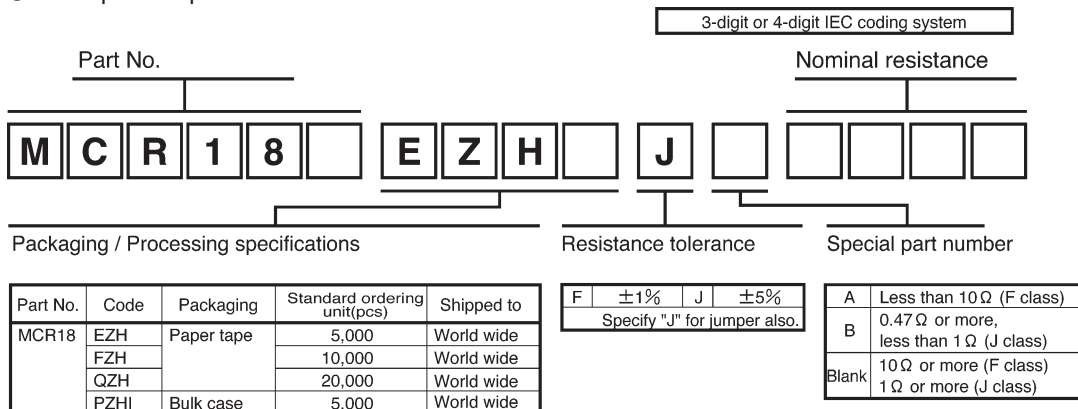 3-digit or 4-digit IEC coding system
Part No.
Nominal resistance
M C R 1 8 E Z H J
Packaging / Processing specifications
Resistance tolerance
Special part number
Part No. Code Packaging Standard ordering unit(pcs) Shipped to
MCR18 EZH Paper tape 5,000 World wide
FZH 10,000 World wide
QZH 20,000 World wide
PZHI Bulk case 5,000 World wide
F ±1% J ±5%
Specify "J" for jumper also.
A Less than 10Ω (F class)
B 0.47Ω or more,
less than 1Ω (J class)
Blank 10Ω or more (F class)
1Ω or more (J class)